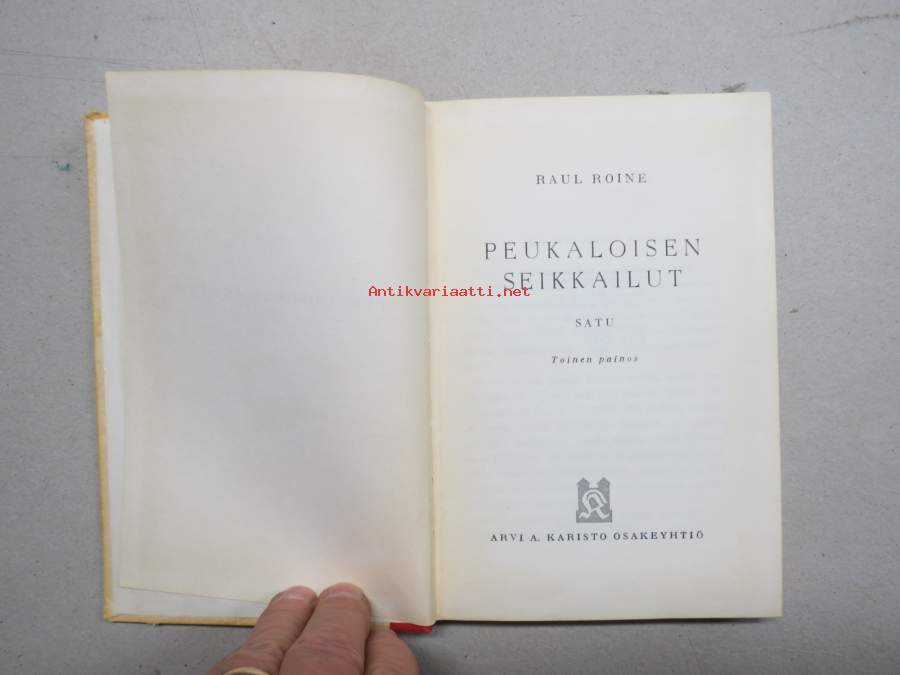 RAUL ROINE
PEUKALOISEN
SEIKKAILUT
Antikvariaatti.net
SATU
Toinen painos
K
ARVI A. KARISTO OSAKEYHTIÖ